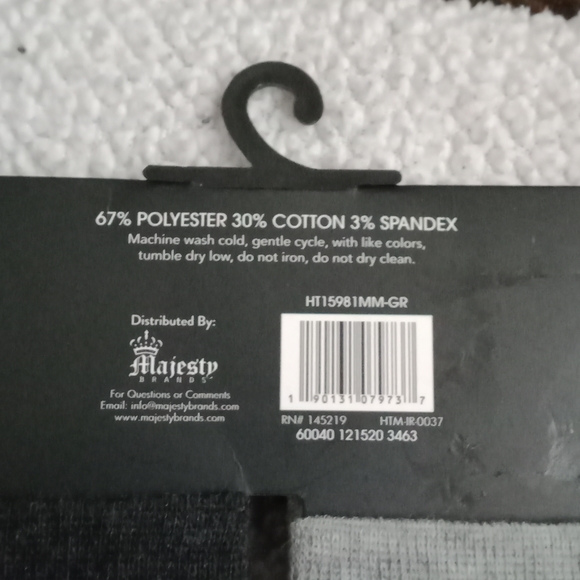 67% POLYESTER 30% COTTON 3% SPANDEX
Machine wash cold, gentle cycle, with like colors,
tumble dry low, do not iron, do not dry clean.
HT15981MM-GR
Distributed By:
Majesty
BRANDS
For Questions or Comments
Email: info@majestybrands.com
www.majestybrands.com
1 90131 07973 7
RN# 145219 HTM-IR-0037
60040 121520 3463